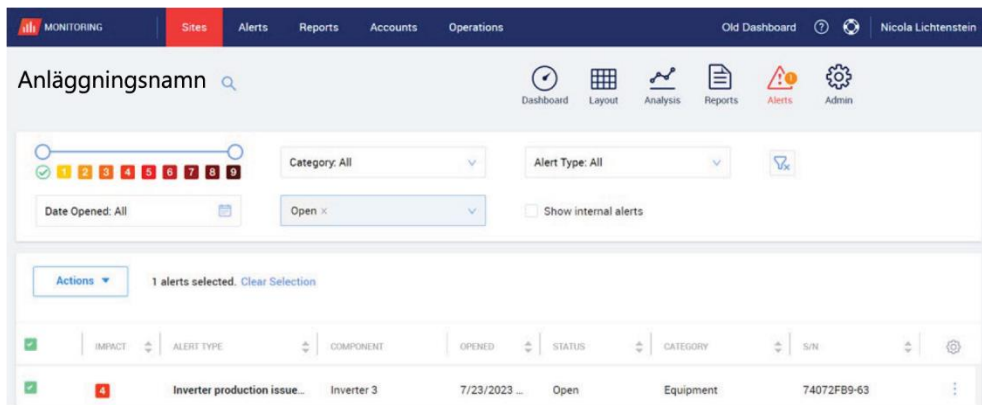 MONITORING Sites Alerts Reports Accounts Operations Old Dashboard ? Nicola Lichtenstein
Anläggningsnamn
1
Dashboard Layout Analysis Reports Alerts Admin
Category: All Alert Type: All
1 2 3 4 5 6 7 8 9
Date Opened: All Open × Show internal alerts
Actions 1 alerts selected. Clear Selection
IMPACT ALERT TYPE COMPONENT OPENED STATUS CATEGORY S/N
4 Inverter production issue... Inverter 3 7/23/2023 ... Open Equipment 74072FB9-63